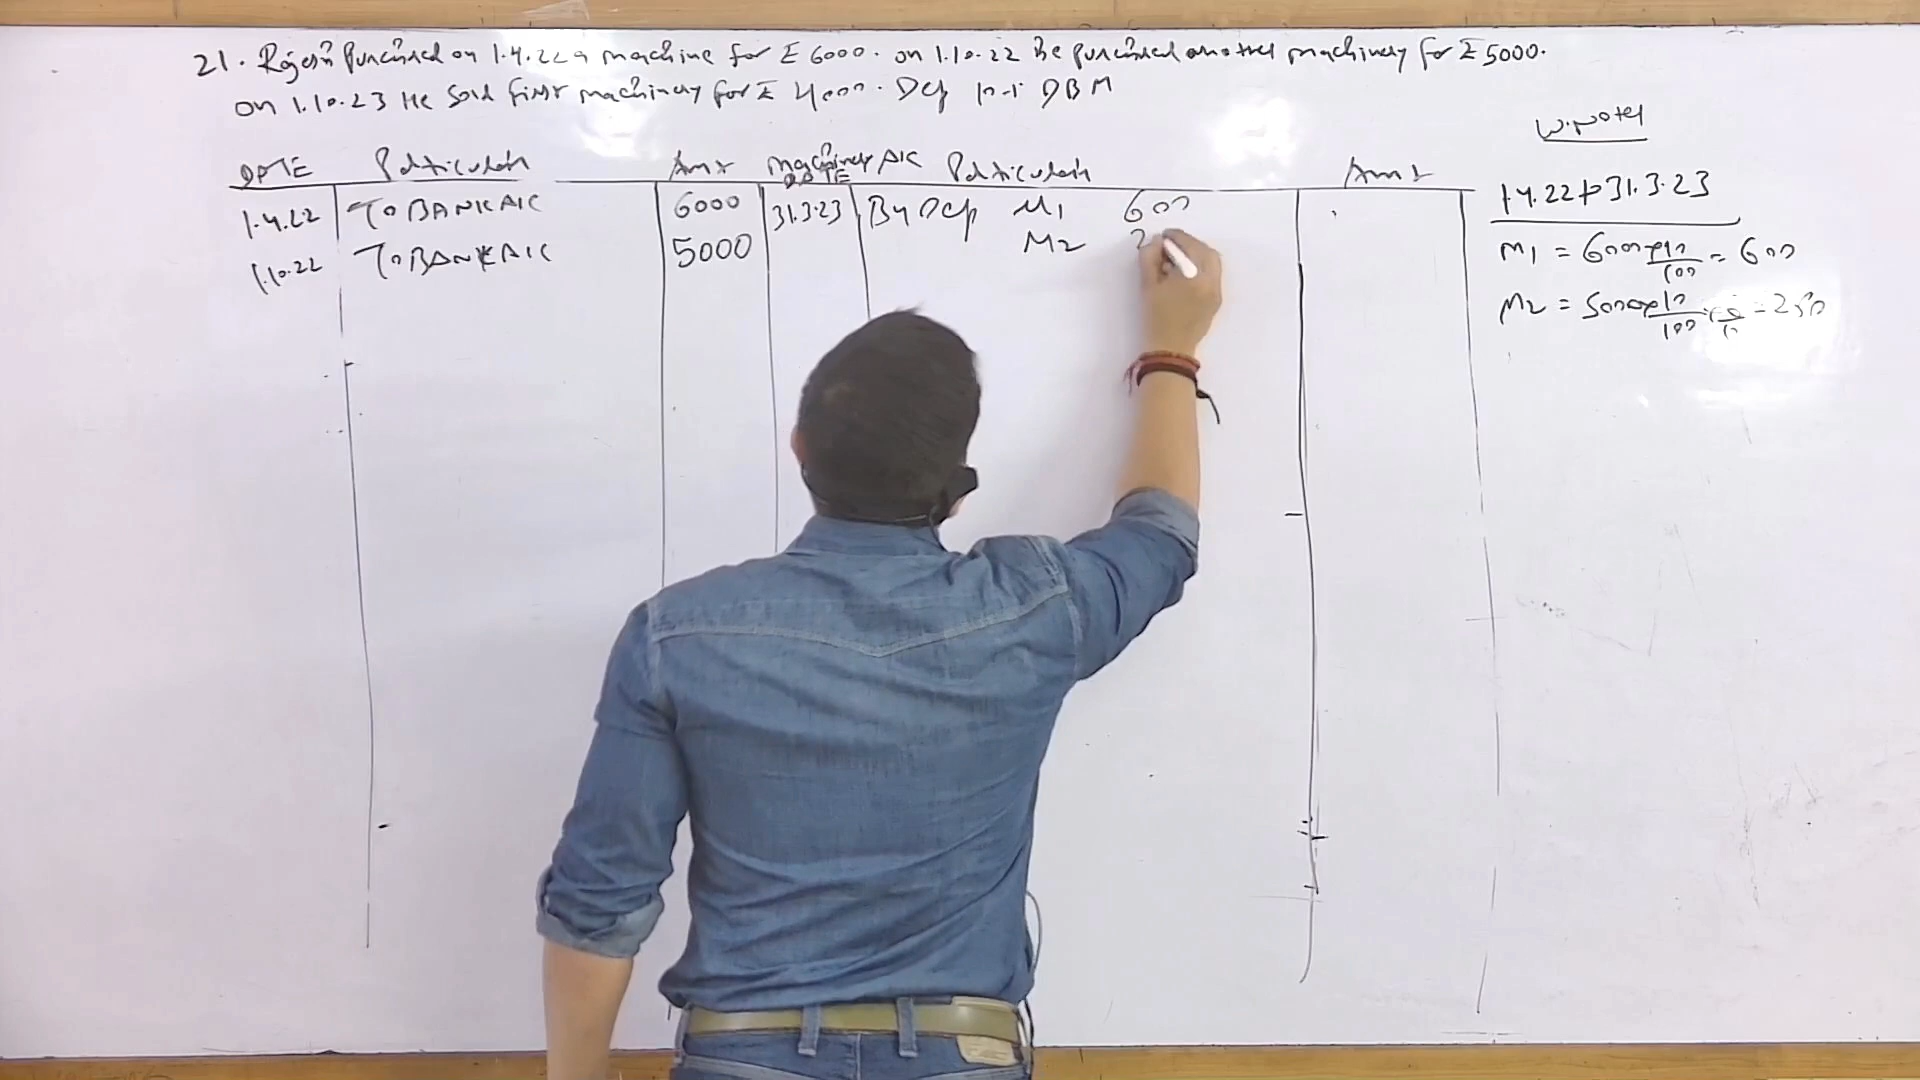 21. Rajesh purchased on 1.4.22 a machine for ₹ 6000. on 1.10.22 he purchased another machinery for ₹ 5000.
on 1.10.23 He sold first machinery for ₹ 4000. Dep 10% DBM
Machinery A/C
DATE Particulars Amt DATE Particulars Amt
1.4.22 To BANK A/C 6000 31.3.23 By Dep M1 600
1.10.22 To BANK A/C 5000 M2
W.Notes
1.4.22 to 31.3.23
M1 = 6000×10/100 = 600
M2 = 5000×10/100 = 250